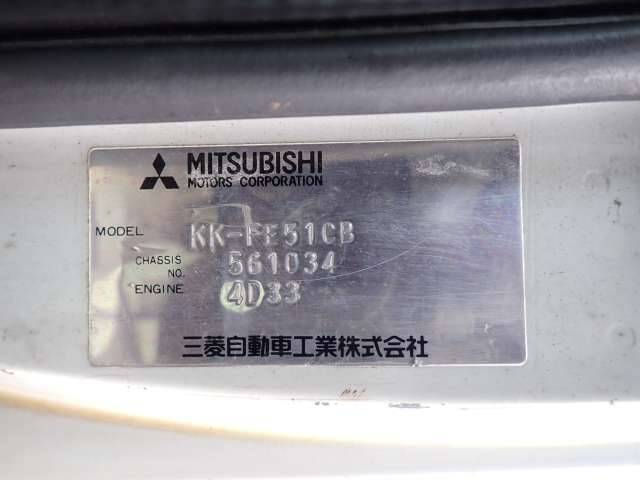 MITSUBISHI
MOTORS CORPORATION
MODEL KK-FE51CB
CHASSIS NO. 561034
ENGINE 4D33
三菱自動車工業株式会社